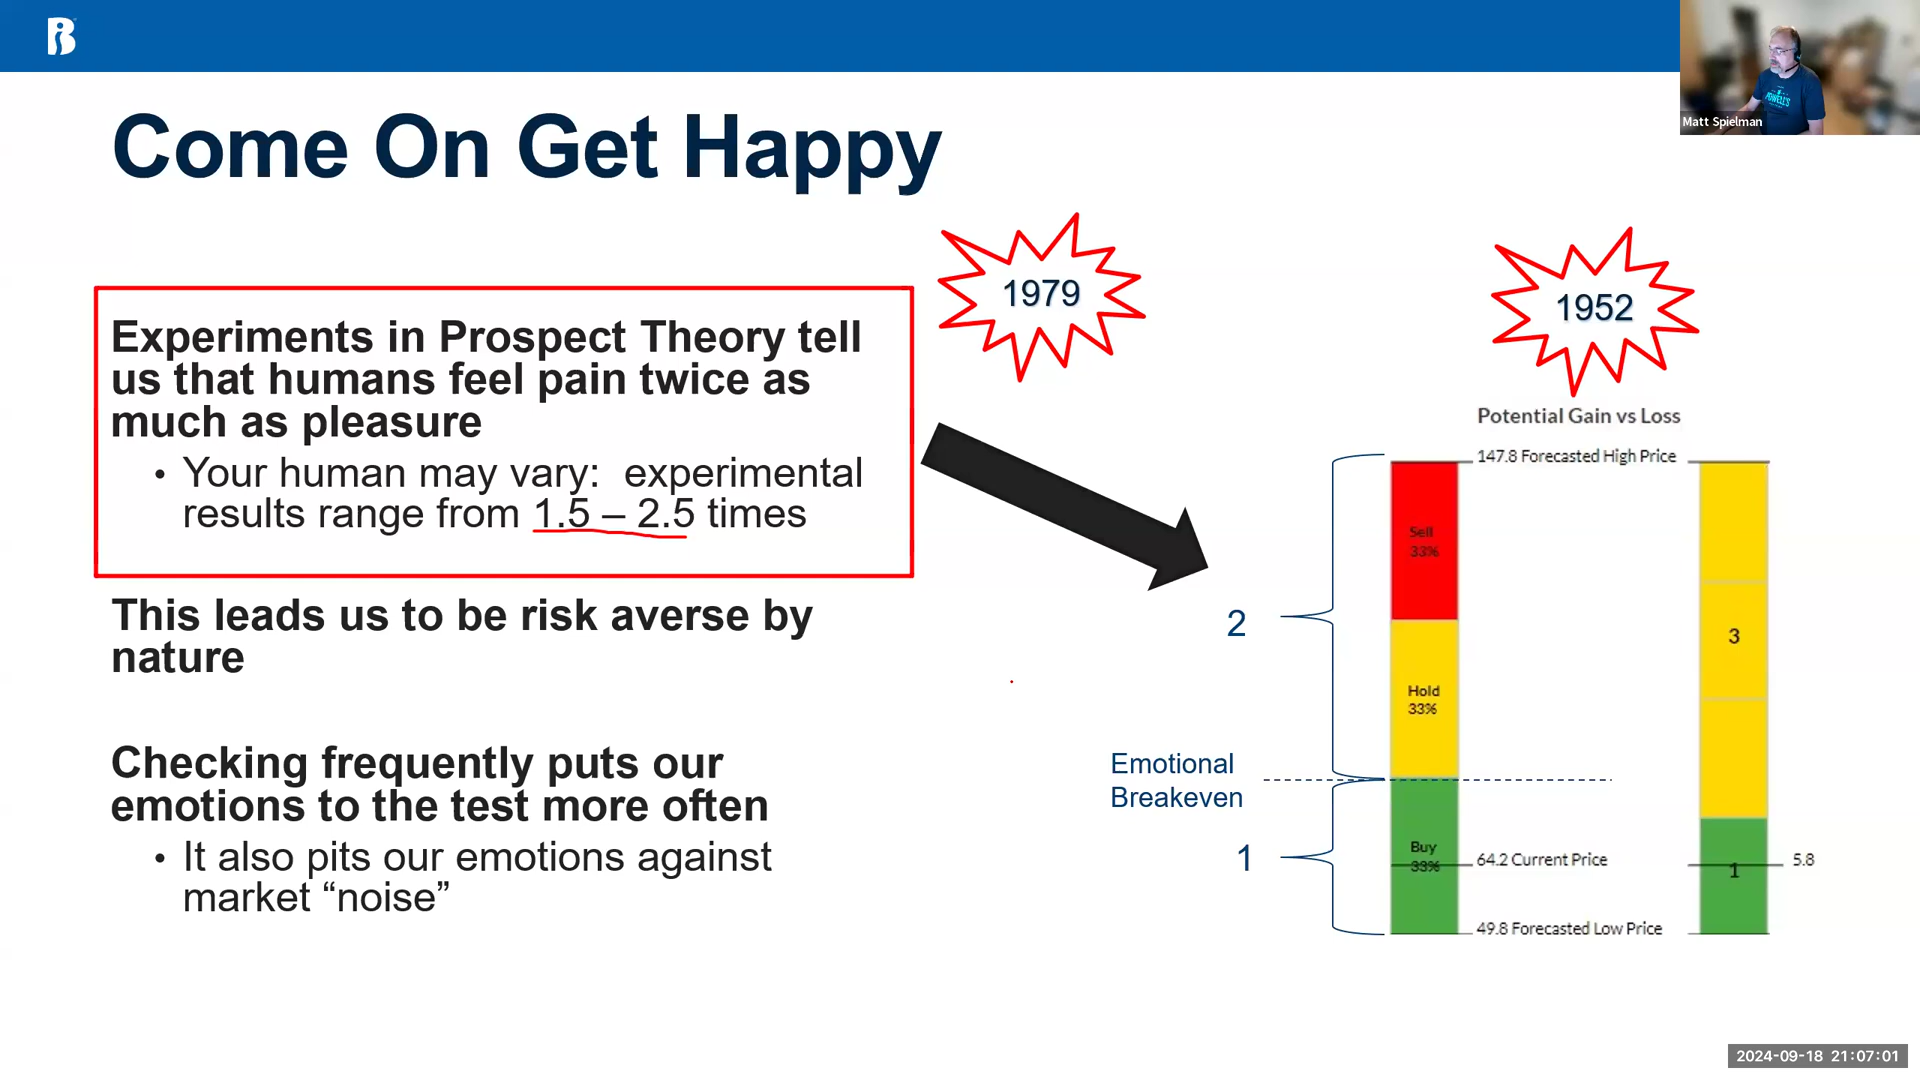 Matt Spielman
POWELL'S
Come On Get Happy
1979
1952
Experiments in Prospect Theory tell
us that humans feel pain twice as
much as pleasure
• Your human may vary:  experimental
results range from 1.5 – 2.5 times
This leads us to be risk averse by
nature
Checking frequently puts our
emotions to the test more often
• It also pits our emotions against
market “noise”
Potential Gain vs Loss
147.8 Forecasted High Price
Sell
33%
2
3
Hold
33%
Emotional
Breakeven
Buy
33%
1
64.2 Current Price
1
5.8
49.8 Forecasted Low Price
2024-09-18 21:07:01